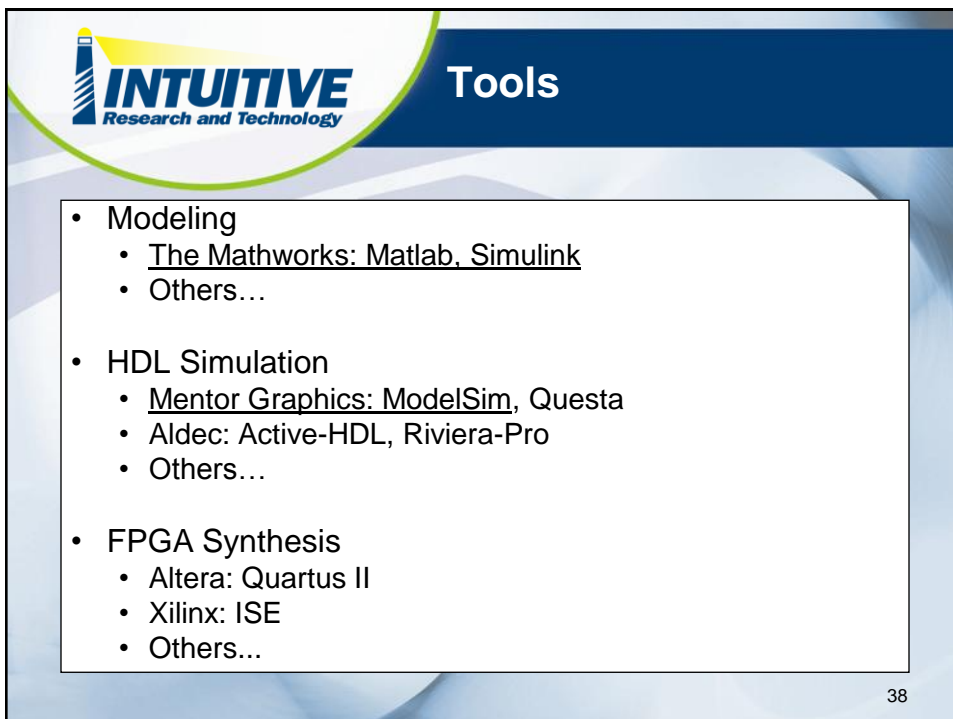 INTUITIVE
Research and Technology
Tools
• Modeling
• The Mathworks: Matlab, Simulink
• Others…
• HDL Simulation
• Mentor Graphics: ModelSim, Questa
• Aldec: Active-HDL, Riviera-Pro
• Others…
• FPGA Synthesis
• Altera: Quartus II
• Xilinx: ISE
• Others...
38